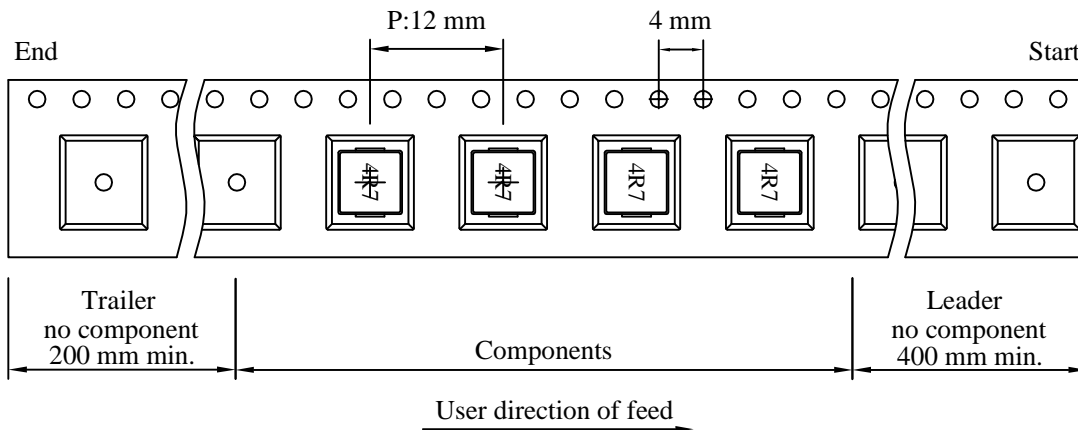 P:12 mm
4 mm
End
Start
4R7
4R7
4R7
4R7
Trailer
no component
200 mm min.
Components
Leader
no component
400 mm min.
User direction of feed